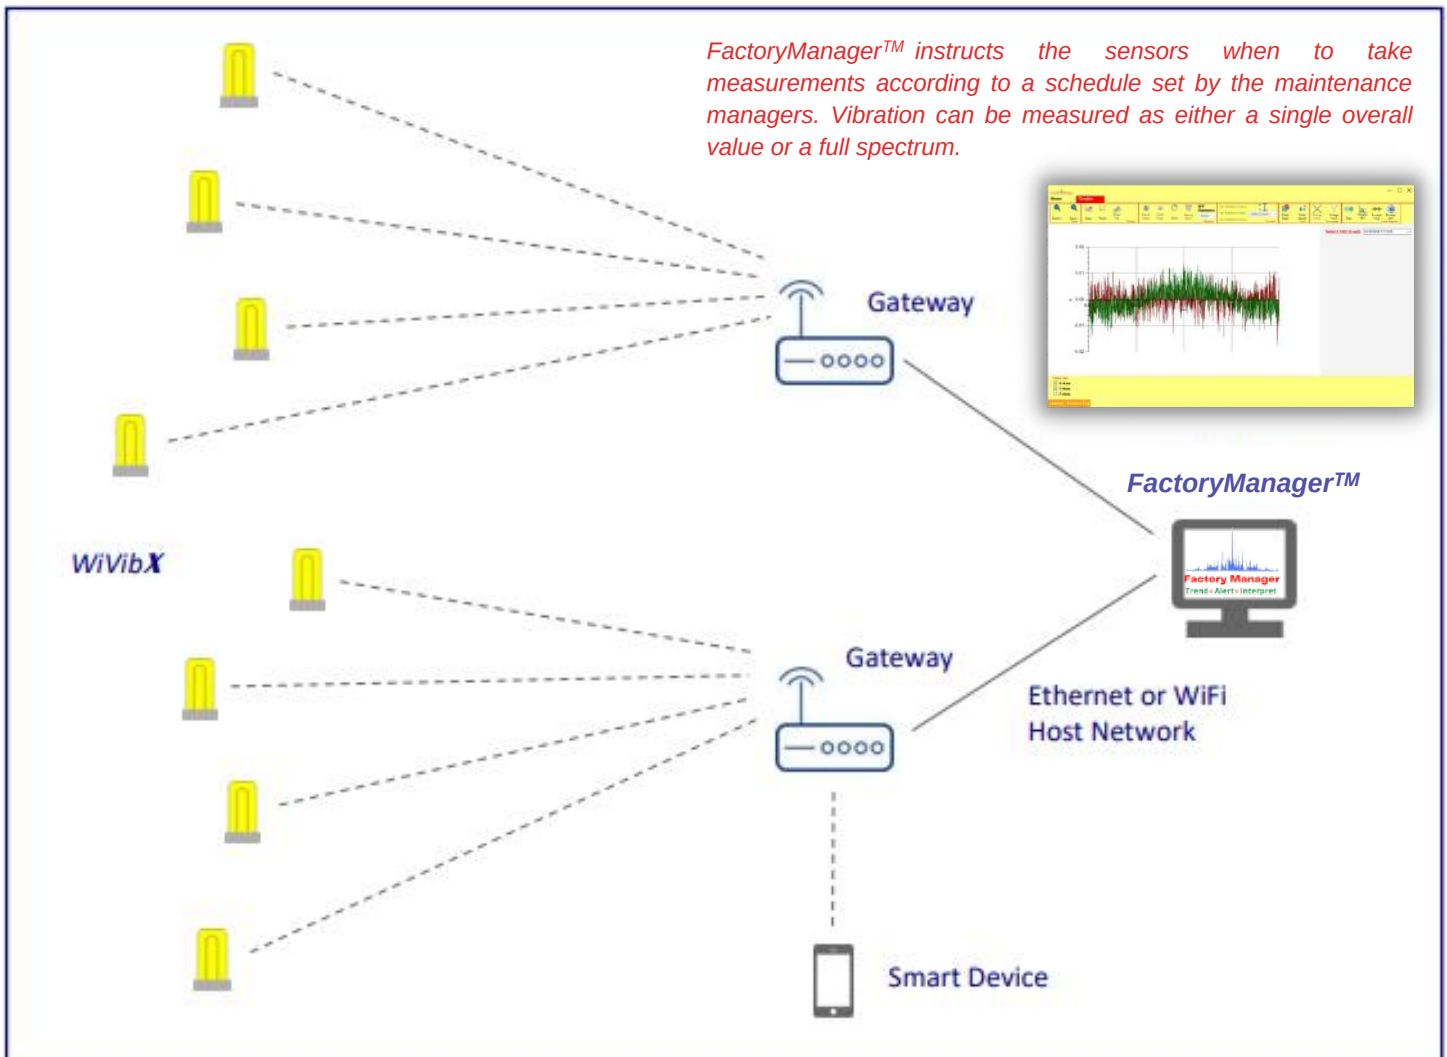 FactoryManager™ instructs the sensors when to take
measurements according to a schedule set by the maintenance
managers. Vibration can be measured as either a single overall
value or a full spectrum.
Gateway
FactoryManager™
WiVibX
Factory Manager
Trend • Alert • Interpret
Gateway
Ethernet or WiFi
Host Network
Smart Device